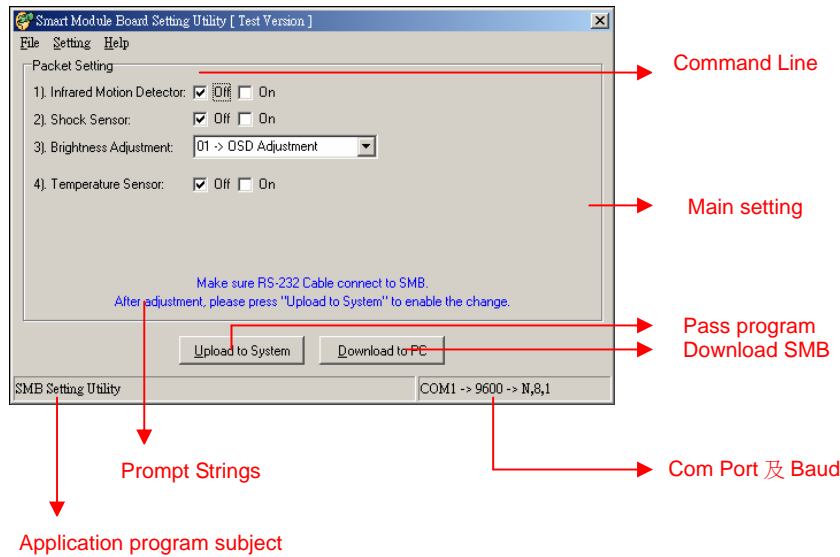 Smart Module Board Setting Utility [ Test Version ]
File Setting Help
Packet Setting
Command Line
1). Infrared Motion Detector: Off On
2). Shock Sensor: Off On
3). Brightness Adjustment: 01 -> OSD Adjustment
4). Temperature Sensor: Off On
Main setting
Make sure RS-232 Cable connect to SMB.
After adjustment, please press "Upload to System" to enable the change.
Pass program
Upload to System Download to PC
Download SMB
SMB Setting Utility COM1 -> 9600 -> N,8,1
Prompt Strings
Com Port 及 Baud
Application program subject